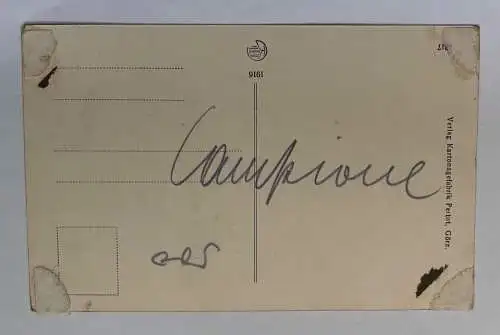 Campione
1916
Verlag Kartonagefabrik Perlot, Görz.